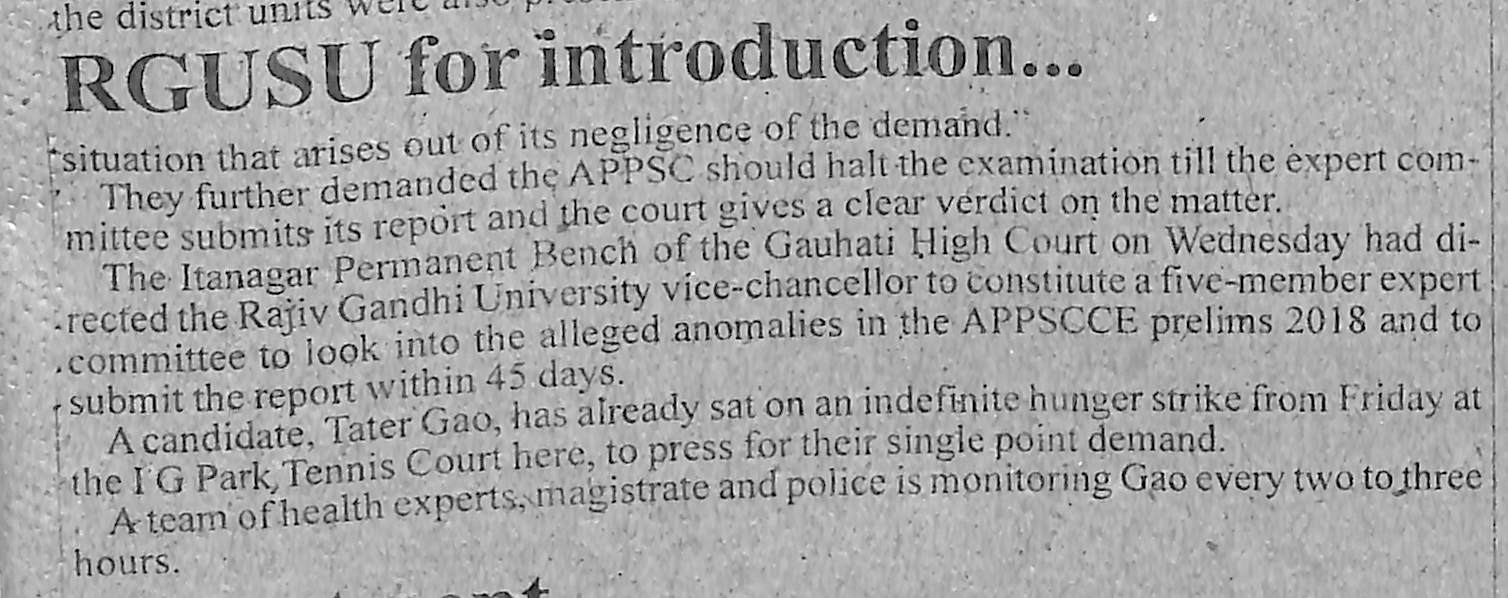 the district units were also
RGUSU for introduction...
situation that arises out of its negligence of the demand."
They further demanded the APPSC should halt the examination till the expert com-
mittee submits its report and the court gives a clear verdict on the matter.
The Itanagar Permanent Bench of the Gauhati High Court on Wednesday had di-
rected the Rajiv Gandhi University vice-chancellor to constitute a five-member expert
committee to look into the alleged anomalies in the APPSCCE prelims 2018 and to
submit the report within 45 days.
A candidate, Tater Gao, has already sat on an indefinite hunger strike from Friday at
the I G Park, Tennis Court here, to press for their single point demand.
A team of health experts, magistrate and police is monitoring Gao every two to three
hours.